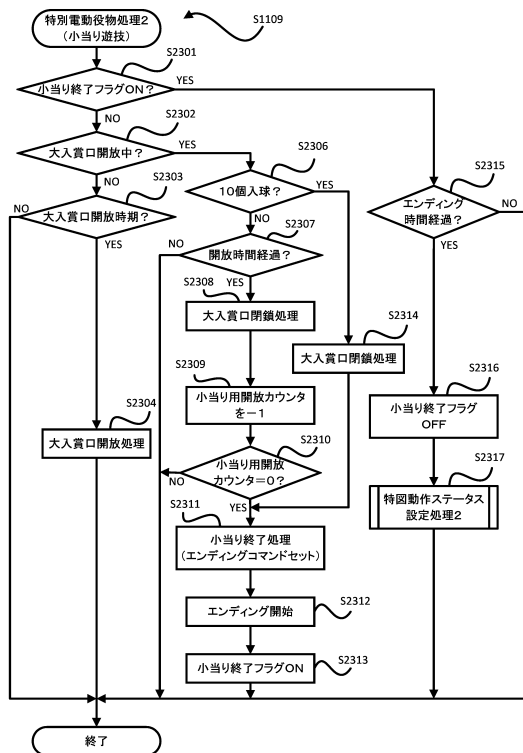 特別電動役物処理2
(小当り遊技)
S1109
S2301
小当り終了フラグON?
YES
NO
S2302
大入賞口開放中?
YES
NO
S2303
NO
大入賞口開放時期?
YES
S2304
大入賞口開放処理
S2306
10個入球?
YES
NO
S2307
NO
開放時間経過?
YES
S2308
大入賞口閉鎖処理
S2314
大入賞口閉鎖処理
S2309
小当り用開放カウンタ
を−1
S2310
小当り用開放
カウンタ=0?
NO
YES
S2311
小当り終了処理
(エンディングコマンドセット)
エンディング開始
S2312
小当り終了フラグON
S2313
S2315
エンディング
時間経過?
NO
YES
S2316
小当り終了フラグ
OFF
S2317
特図動作ステータス
設定処理2
終了